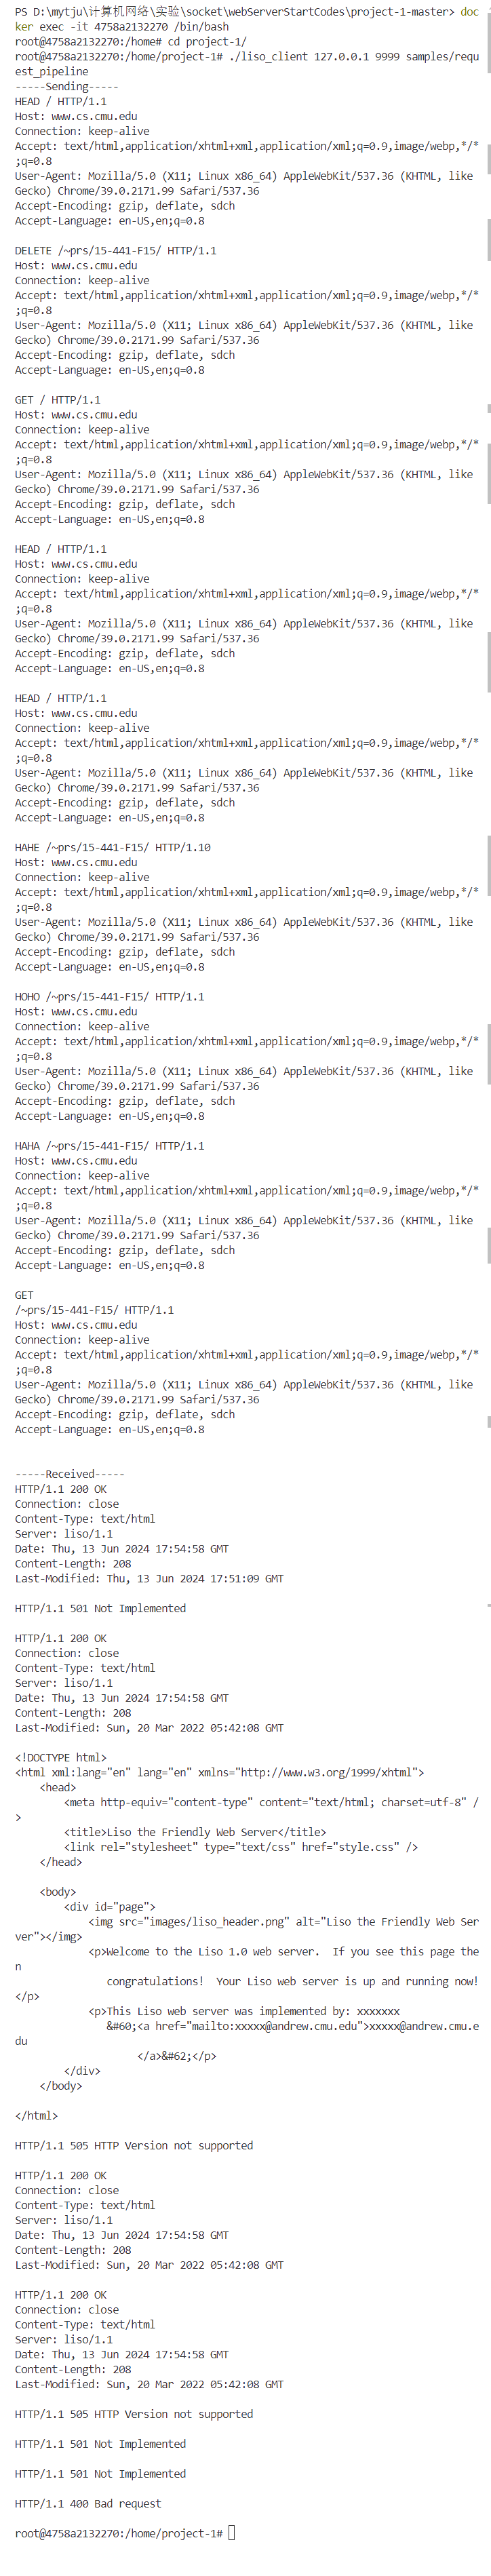 PS D:\mytju\计算机网络\实验\socket\webServerStartCodes\project-1-master> doc
ker exec -it 4758a2132270 /bin/bash
root@4758a2132270:/home# cd project-1/
root@4758a2132270:/home/project-1# ./liso_client 127.0.0.1 9999 samples/requ
est_pipeline
-----Sending-----
HEAD / HTTP/1.1
Host: www.cs.cmu.edu
Connection: keep-alive
Accept: text/html,application/xhtml+xml,application/xml;q=0.9,image/webp,*/*
;q=0.8
User-Agent: Mozilla/5.0 (X11; Linux x86_64) AppleWebKit/537.36 (KHTML, like
Gecko) Chrome/39.0.2171.99 Safari/537.36
Accept-Encoding: gzip, deflate, sdch
Accept-Language: en-US,en;q=0.8

DELETE /~prs/15-441-F15/ HTTP/1.1
Host: www.cs.cmu.edu
Connection: keep-alive
Accept: text/html,application/xhtml+xml,application/xml;q=0.9,image/webp,*/*
;q=0.8
User-Agent: Mozilla/5.0 (X11; Linux x86_64) AppleWebKit/537.36 (KHTML, like
Gecko) Chrome/39.0.2171.99 Safari/537.36
Accept-Encoding: gzip, deflate, sdch
Accept-Language: en-US,en;q=0.8

GET / HTTP/1.1
Host: www.cs.cmu.edu
Connection: keep-alive
Accept: text/html,application/xhtml+xml,application/xml;q=0.9,image/webp,*/*
;q=0.8
User-Agent: Mozilla/5.0 (X11; Linux x86_64) AppleWebKit/537.36 (KHTML, like
Gecko) Chrome/39.0.2171.99 Safari/537.36
Accept-Encoding: gzip, deflate, sdch
Accept-Language: en-US,en;q=0.8

HEAD / HTTP/1.1
Host: www.cs.cmu.edu
Connection: keep-alive
Accept: text/html,application/xhtml+xml,application/xml;q=0.9,image/webp,*/*
;q=0.8
User-Agent: Mozilla/5.0 (X11; Linux x86_64) AppleWebKit/537.36 (KHTML, like
Gecko) Chrome/39.0.2171.99 Safari/537.36
Accept-Encoding: gzip, deflate, sdch
Accept-Language: en-US,en;q=0.8

HEAD / HTTP/1.1
Host: www.cs.cmu.edu
Connection: keep-alive
Accept: text/html,application/xhtml+xml,application/xml;q=0.9,image/webp,*/*
;q=0.8
User-Agent: Mozilla/5.0 (X11; Linux x86_64) AppleWebKit/537.36 (KHTML, like
Gecko) Chrome/39.0.2171.99 Safari/537.36
Accept-Encoding: gzip, deflate, sdch
Accept-Language: en-US,en;q=0.8

HAHE /~prs/15-441-F15/ HTTP/1.10
Host: www.cs.cmu.edu
Connection: keep-alive
Accept: text/html,application/xhtml+xml,application/xml;q=0.9,image/webp,*/*
;q=0.8
User-Agent: Mozilla/5.0 (X11; Linux x86_64) AppleWebKit/537.36 (KHTML, like
Gecko) Chrome/39.0.2171.99 Safari/537.36
Accept-Encoding: gzip, deflate, sdch
Accept-Language: en-US,en;q=0.8

HOHO /~prs/15-441-F15/ HTTP/1.1
Host: www.cs.cmu.edu
Connection: keep-alive
Accept: text/html,application/xhtml+xml,application/xml;q=0.9,image/webp,*/*
;q=0.8
User-Agent: Mozilla/5.0 (X11; Linux x86_64) AppleWebKit/537.36 (KHTML, like
Gecko) Chrome/39.0.2171.99 Safari/537.36
Accept-Encoding: gzip, deflate, sdch
Accept-Language: en-US,en;q=0.8

HAHA /~prs/15-441-F15/ HTTP/1.1
Host: www.cs.cmu.edu
Connection: keep-alive
Accept: text/html,application/xhtml+xml,application/xml;q=0.9,image/webp,*/*
;q=0.8
User-Agent: Mozilla/5.0 (X11; Linux x86_64) AppleWebKit/537.36 (KHTML, like
Gecko) Chrome/39.0.2171.99 Safari/537.36
Accept-Encoding: gzip, deflate, sdch
Accept-Language: en-US,en;q=0.8

GET
/~prs/15-441-F15/ HTTP/1.1
Host: www.cs.cmu.edu
Connection: keep-alive
Accept: text/html,application/xhtml+xml,application/xml;q=0.9,image/webp,*/*
;q=0.8
User-Agent: Mozilla/5.0 (X11; Linux x86_64) AppleWebKit/537.36 (KHTML, like
Gecko) Chrome/39.0.2171.99 Safari/537.36
Accept-Encoding: gzip, deflate, sdch
Accept-Language: en-US,en;q=0.8


-----Received-----
HTTP/1.1 200 OK
Connection: close
Content-Type: text/html
Server: liso/1.1
Date: Thu, 13 Jun 2024 17:54:58 GMT
Content-Length: 208
Last-Modified: Thu, 13 Jun 2024 17:51:09 GMT

HTTP/1.1 501 Not Implemented

HTTP/1.1 200 OK
Connection: close
Content-Type: text/html
Server: liso/1.1
Date: Thu, 13 Jun 2024 17:54:58 GMT
Content-Length: 208
Last-Modified: Sun, 20 Mar 2022 05:42:08 GMT

<!DOCTYPE html>
<html xml:lang="en" lang="en" xmlns="http://www.w3.org/1999/xhtml">
    <head>
        <meta http-equiv="content-type" content="text/html; charset=utf-8" /
>
        <title>Liso the Friendly Web Server</title>
        <link rel="stylesheet" type="text/css" href="style.css" />
    </head>

    <body>
        <div id="page">
            <img src="images/liso_header.png" alt="Liso the Friendly Web Ser
ver"></img>
            <p>Welcome to the Liso 1.0 web server.  If you see this page the
n
               congratulations!  Your Liso web server is up and running now!
</p>
            <p>This Liso web server was implemented by: xxxxxxx
               &#60;<a href="mailto:xxxxx@andrew.cmu.edu">xxxxx@andrew.cmu.e
du
                    </a>&#62;</p>
        </div>
    </body>

</html>

HTTP/1.1 505 HTTP Version not supported

HTTP/1.1 200 OK
Connection: close
Content-Type: text/html
Server: liso/1.1
Date: Thu, 13 Jun 2024 17:54:58 GMT
Content-Length: 208
Last-Modified: Sun, 20 Mar 2022 05:42:08 GMT

HTTP/1.1 200 OK
Connection: close
Content-Type: text/html
Server: liso/1.1
Date: Thu, 13 Jun 2024 17:54:58 GMT
Content-Length: 208
Last-Modified: Sun, 20 Mar 2022 05:42:08 GMT

HTTP/1.1 505 HTTP Version not supported

HTTP/1.1 501 Not Implemented

HTTP/1.1 501 Not Implemented

HTTP/1.1 400 Bad request

root@4758a2132270:/home/project-1#